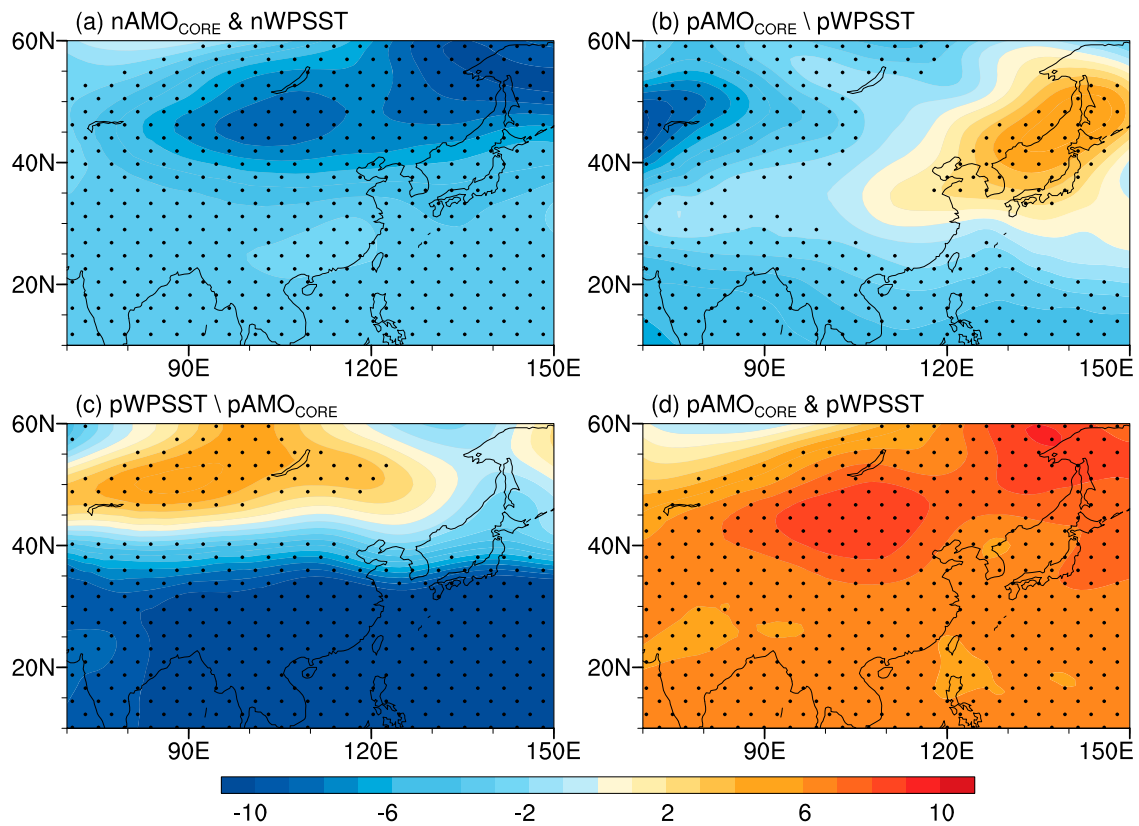 (a) nAMOCORE & nWPSST
(b) pAMOCORE \ pWPSST
60N
40N
20N
90E
120E
150E
60N
40N
20N
90E
120E
150E
(c) pWPSST \ pAMOCORE
(d) pAMOCORE & pWPSST
60N
40N
20N
90E
120E
150E
60N
40N
20N
90E
120E
150E
-10
-6
-2
2
6
10